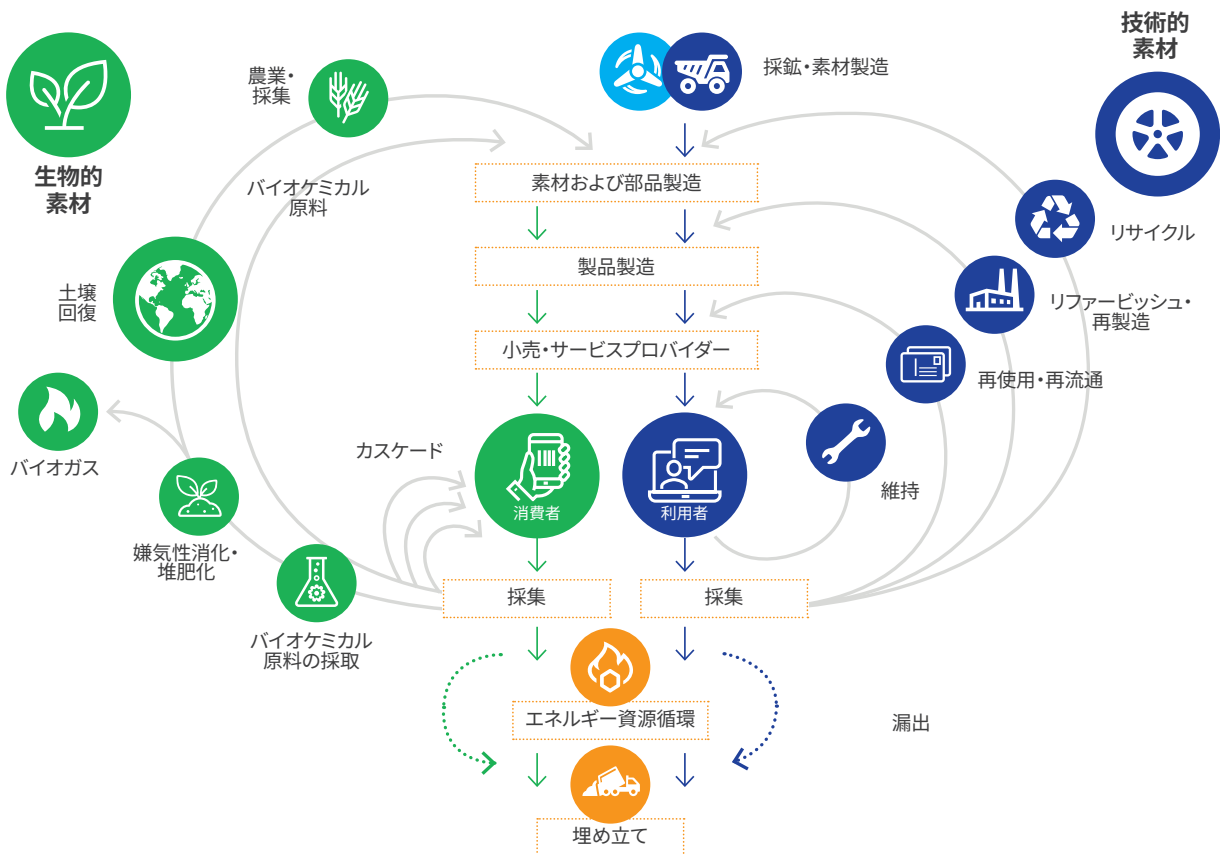 技術的
素材
採鉱・素材製造
農業・
採集
生物的
素材
素材および部品製造
バイオケミカル
原料
リサイクル
製品製造
土壌
回復
リファービッシュ・
再製造
小売・サービスプロバイダー
再使用・再流通
カスケード
バイオガス
維持
消費者
利用者
嫌気性消化・
堆肥化
採集
採集
バイオケミカル
原料の採取
エネルギー資源循環
漏出
埋め立て